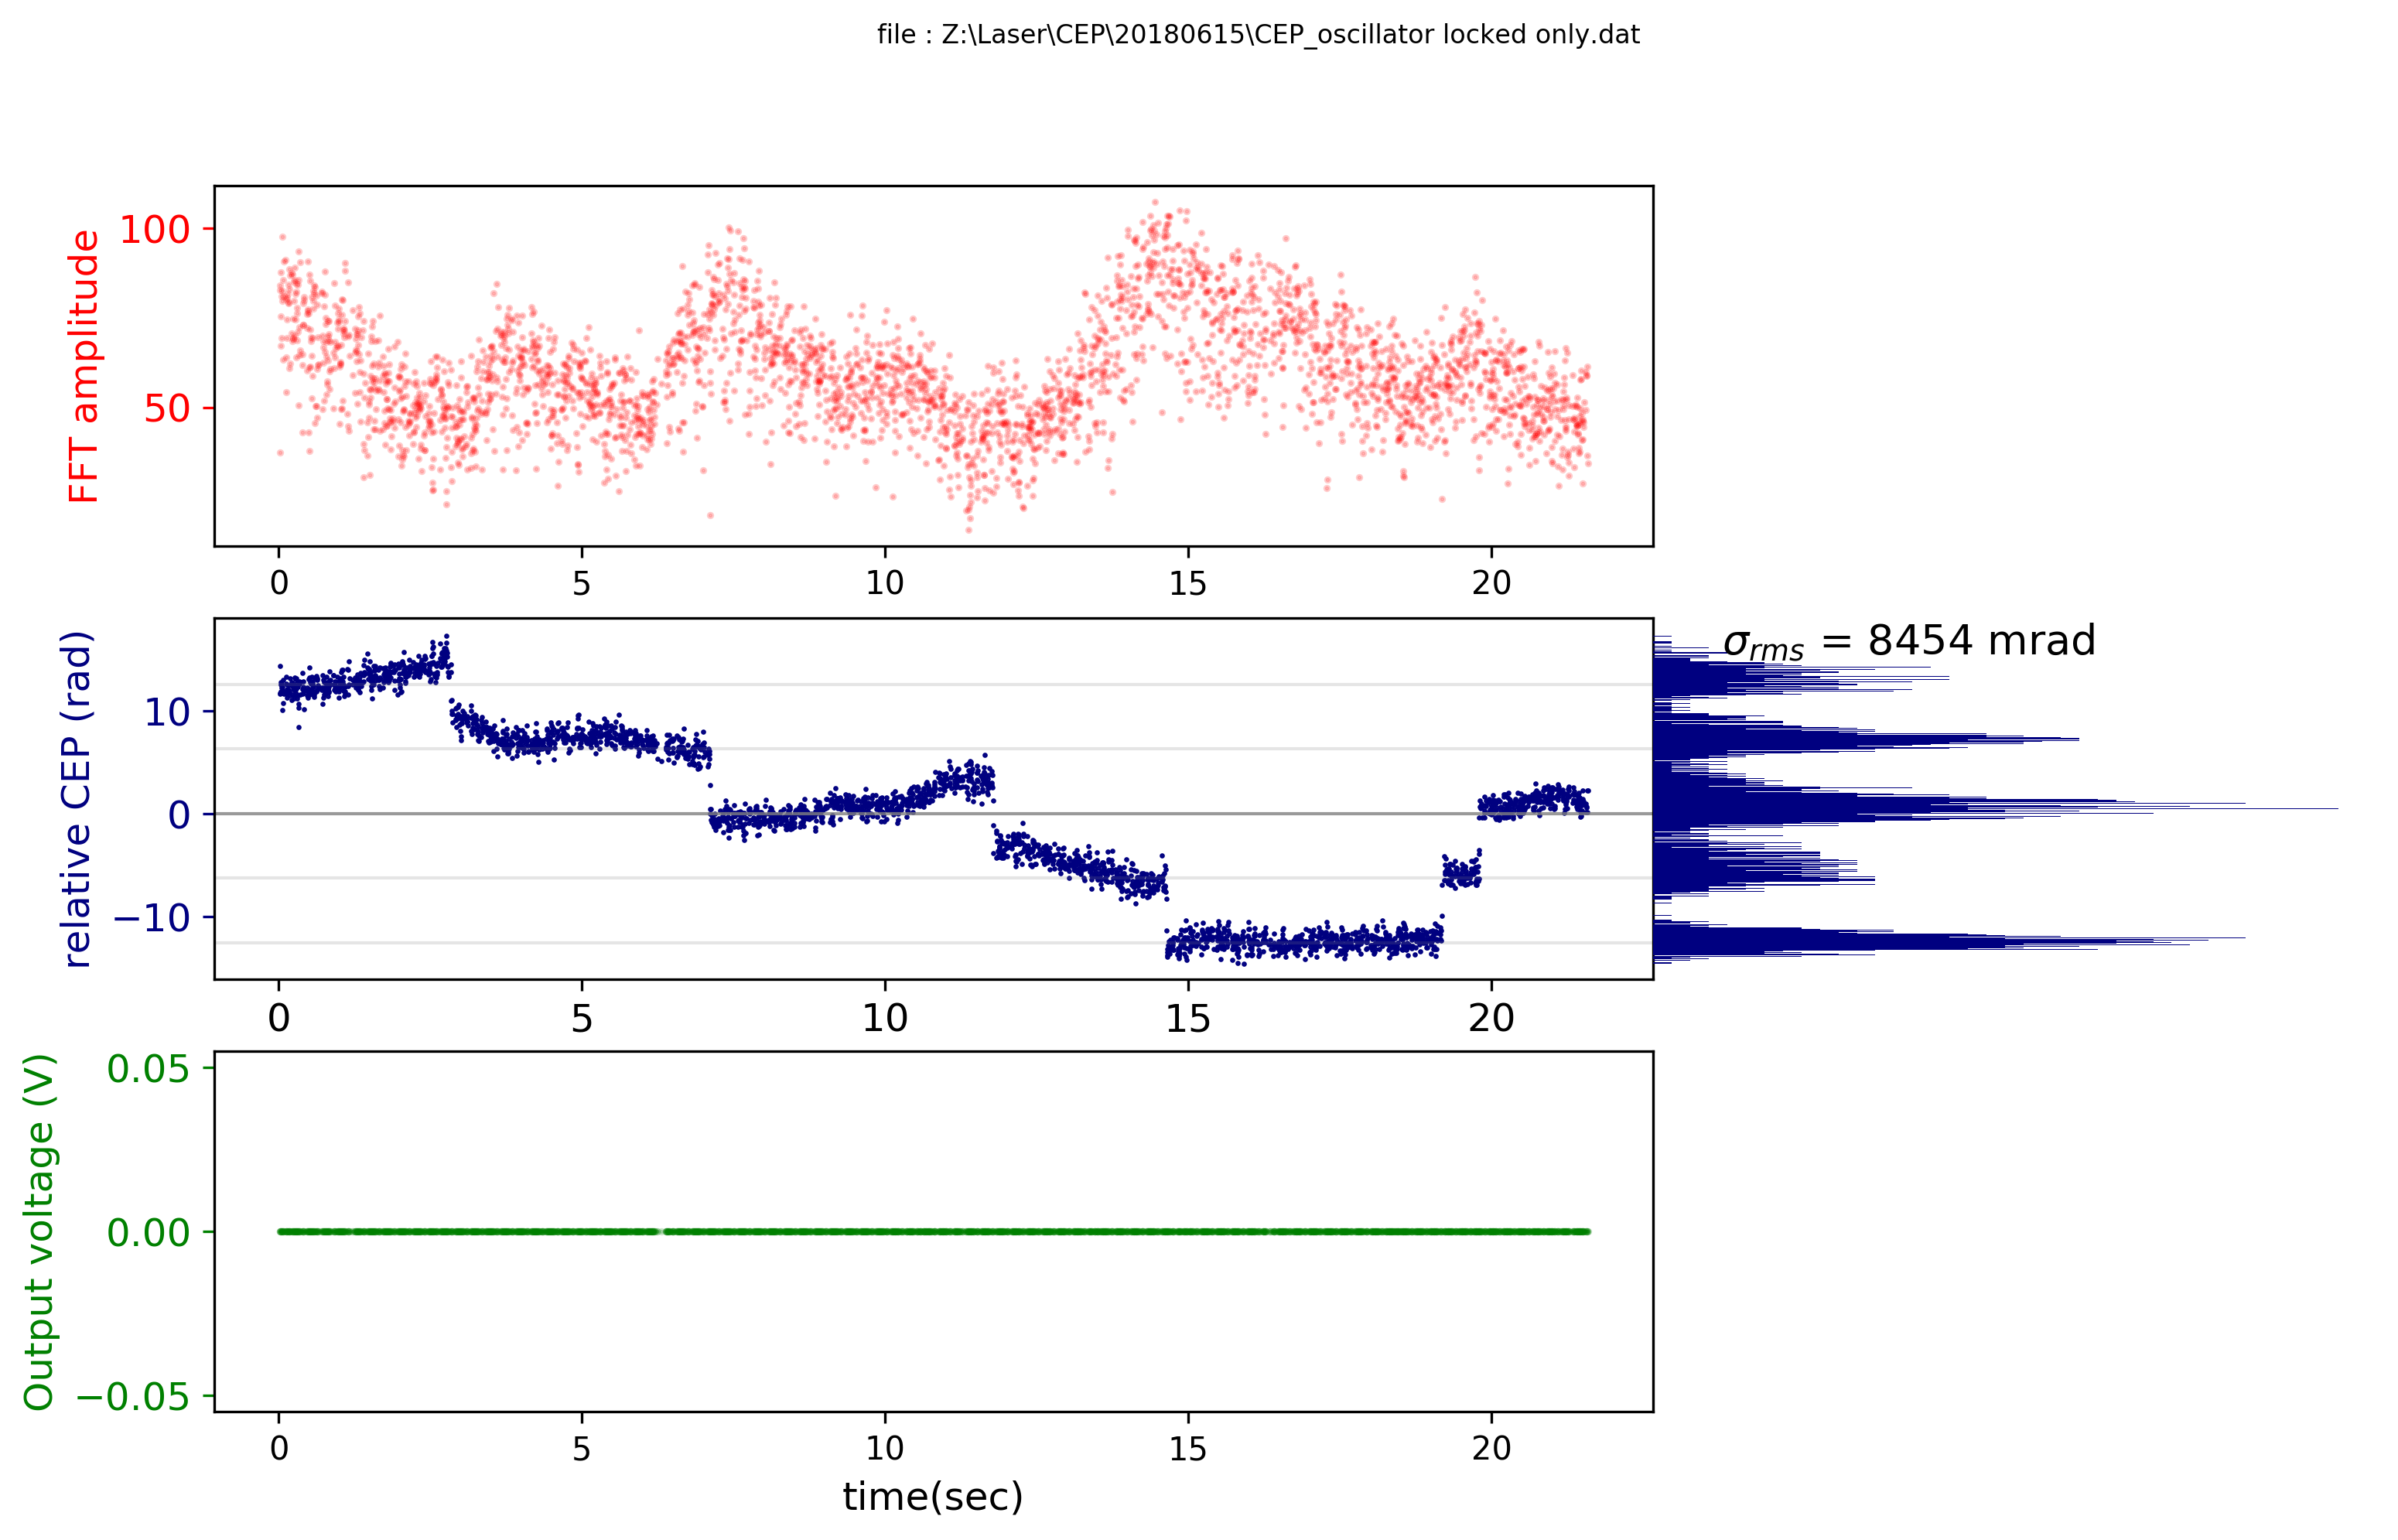 file : Z:\Laser\CEP\20180615\CEP_oscillator locked only.dat
FFT amplitude
100
50
0 5 10 15 20
relative CEP (rad)
10
0
−10
σrms = 8454 mrad
0 5 10 15 20
Output voltage (V)
0.05
0.00
−0.05
0 5 10 15 20
time(sec)